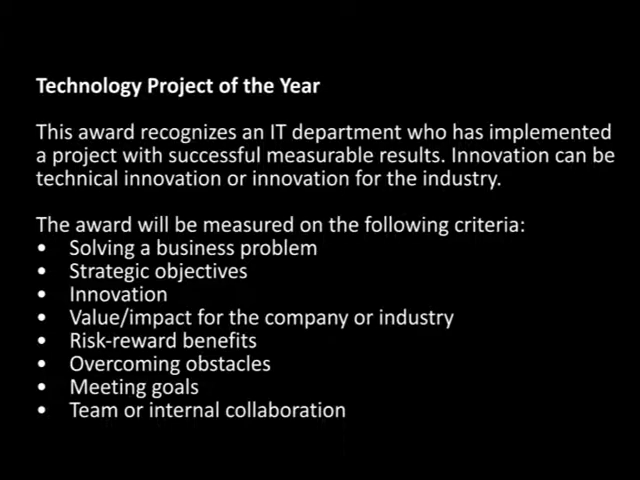 Technology Project of the Year
This award recognizes an IT department who has implemented
a project with successful measurable results. Innovation can be
technical innovation or innovation for the industry.
The award will be measured on the following criteria:
• Solving a business problem
• Strategic objectives
• Innovation
• Value/impact for the company or industry
• Risk-reward benefits
• Overcoming obstacles
• Meeting goals
• Team or internal collaboration